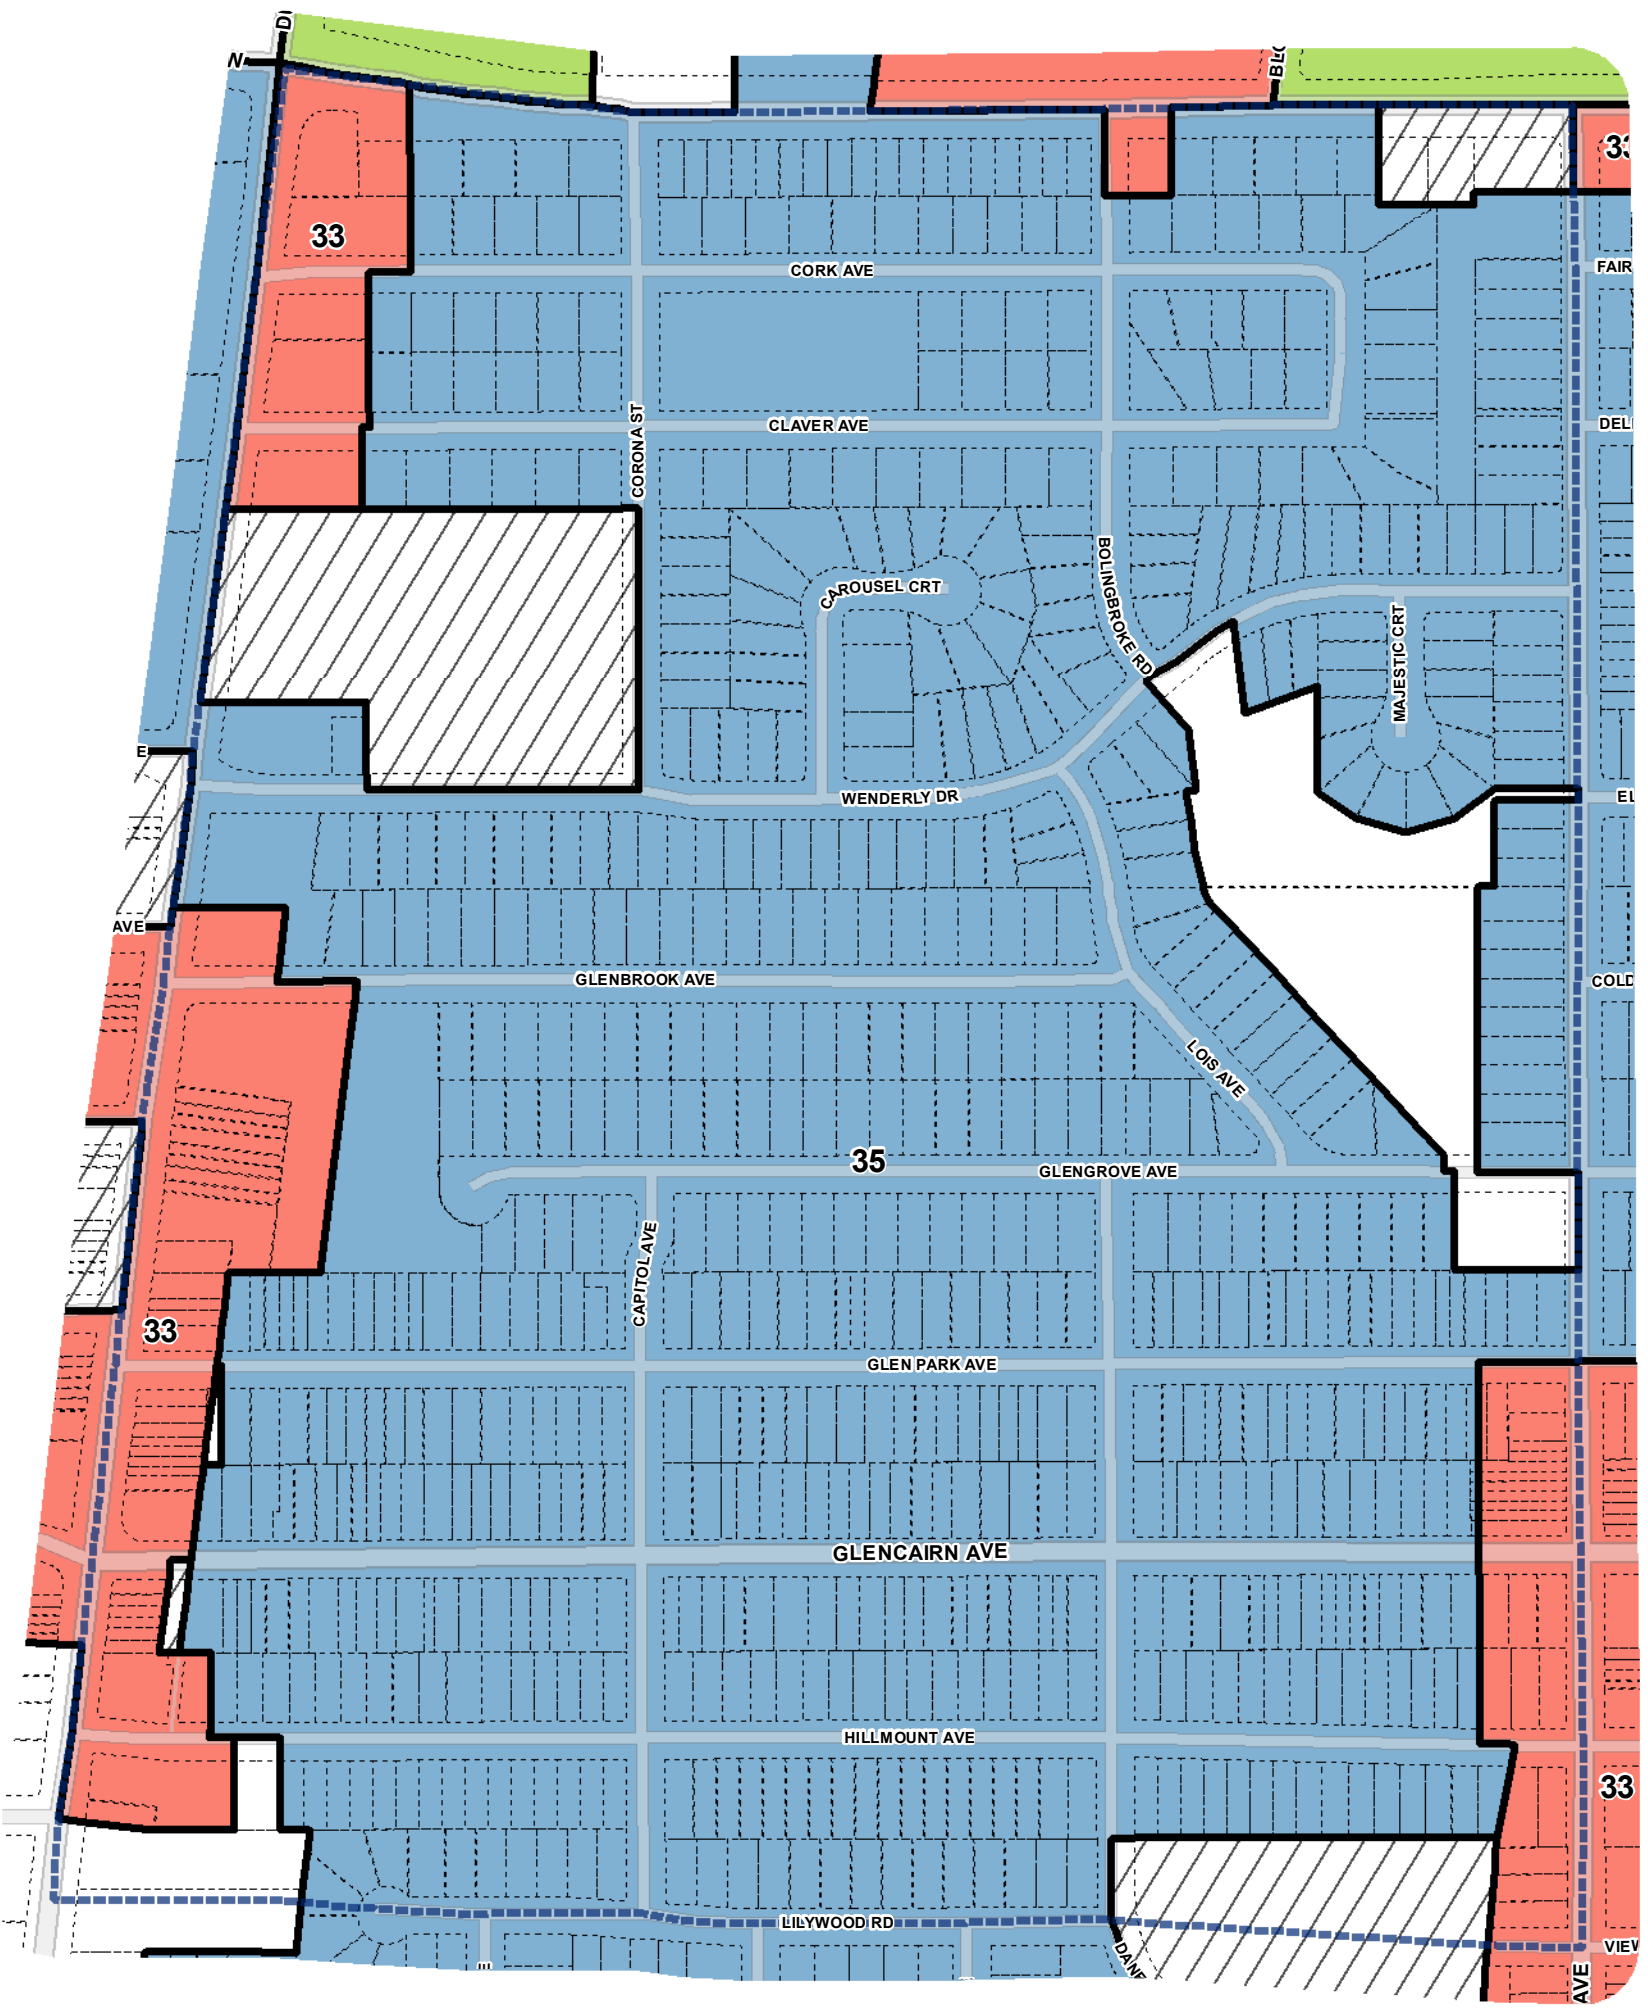 N
33
33
CORK AVE
FAIR
CORONA ST
CLAVER AVE
BOLINGBROKE RD
CAROUSEL CRT
MAJESTIC CRT
E
WENDERLY DR
AVE
GLENBROOK AVE
COLD
LOIS AVE
35
GLENGROVE AVE
CAPITOL AVE
33
GLEN PARK AVE
GLENCAIRN AVE
HILLMOUNT AVE
33
LILYWOOD RD
VIEW
AVE